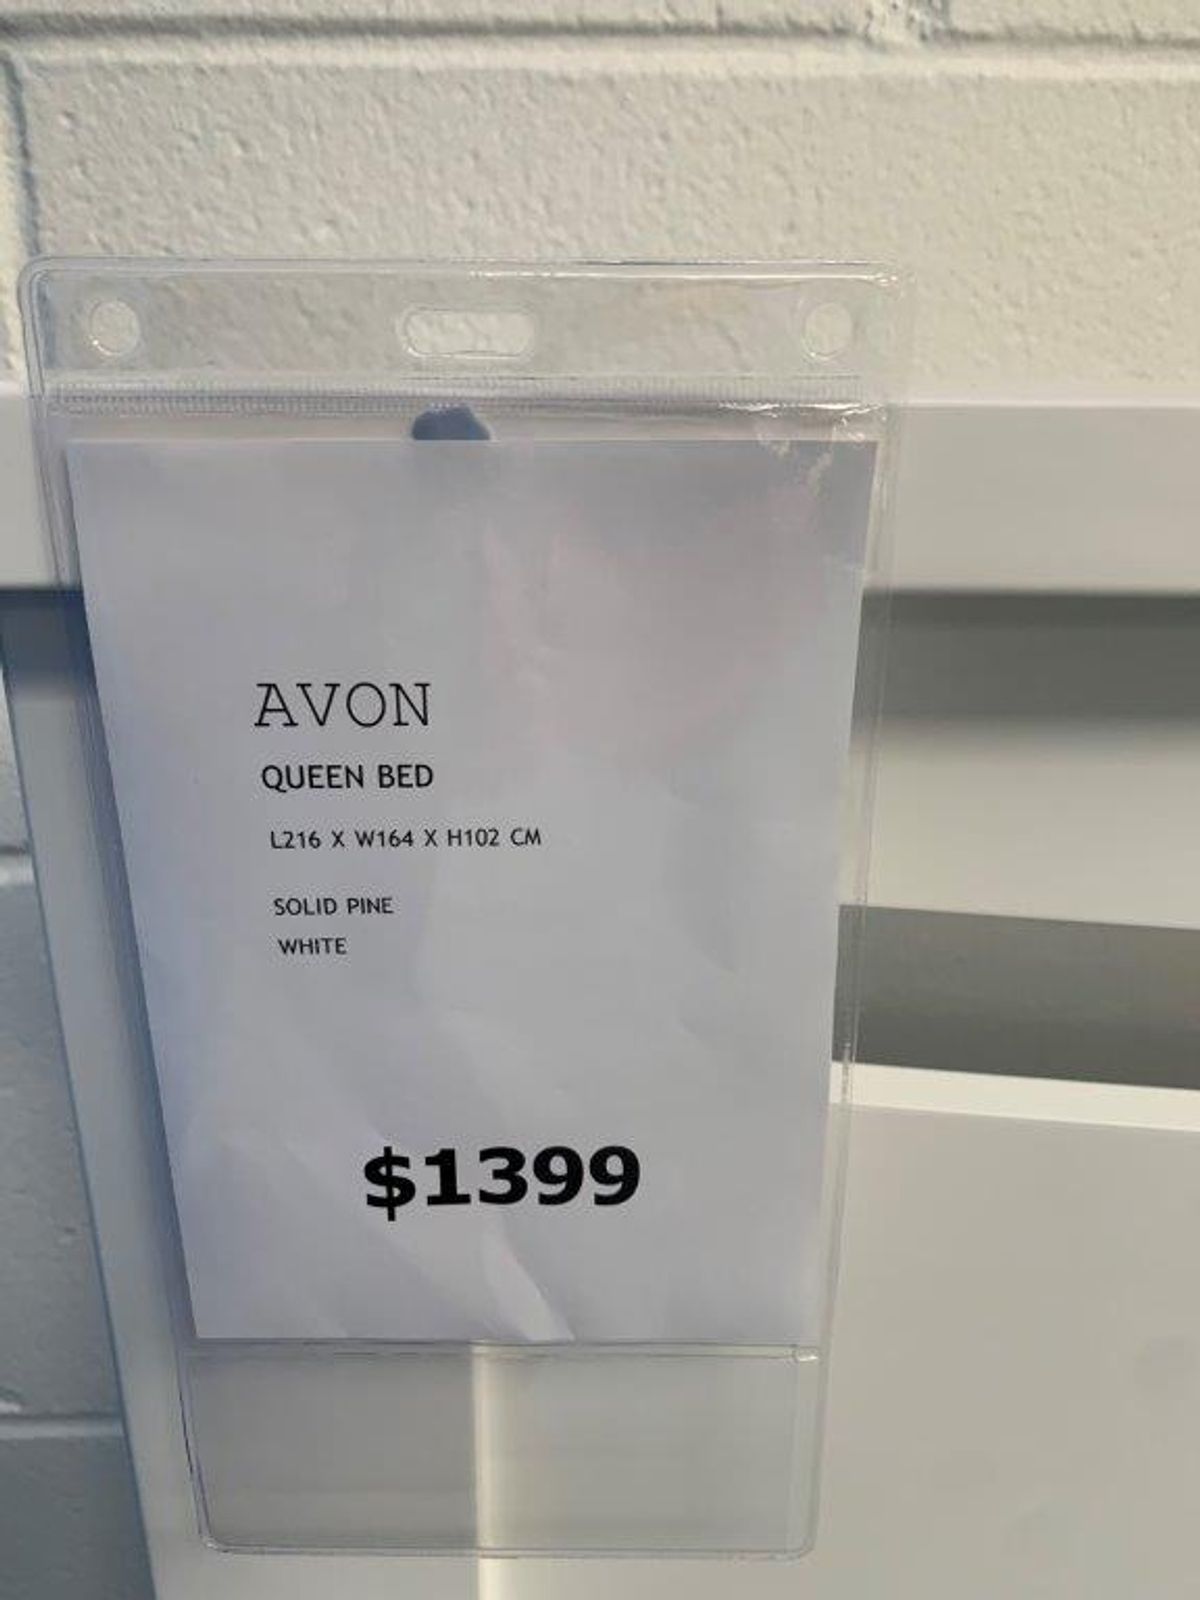 AVON
QUEEN BED
L216 X W164 X H102 CM
SOLID PINE
WHITE
$1399